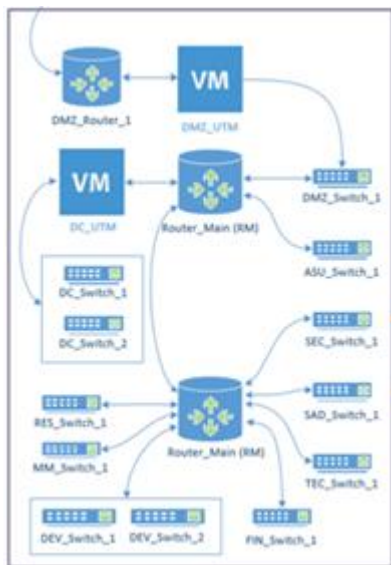 VM
DMZ_Router_1
DMZ_UTM
VM
DC_UTM
Router_Main (RM)
DMZ_Switch_1
DC_Switch_1
ASU_Switch_1
DC_Switch_2
SEC_Switch_1
RES_Switch_1
SAD_Switch_1
MM_Switch_1
Router_Main (RM)
TEC_Switch_1
DEV_Switch_1
DEV_Switch_2
FIN_Switch_1